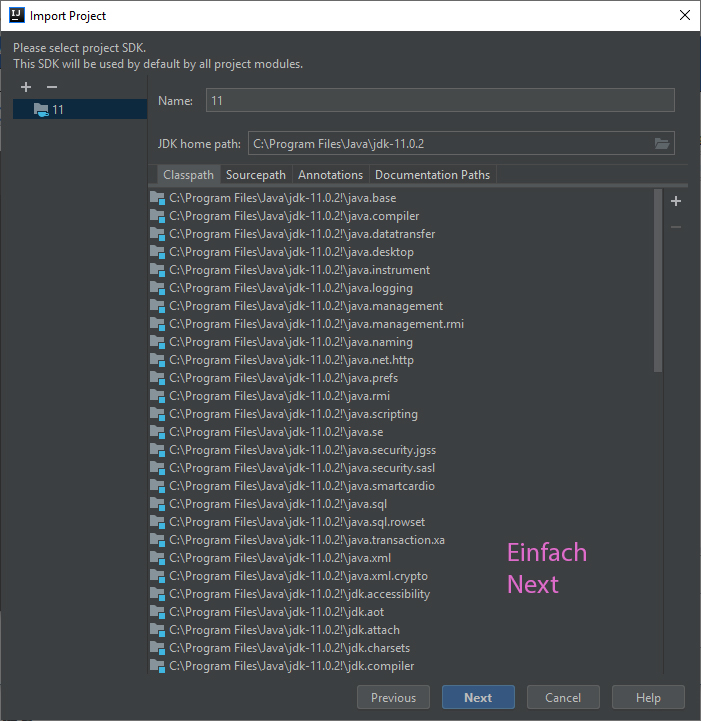 IJ
Import Project
Please select project SDK.
This SDK will be used by default by all project modules.
11
Name: 11
JDK home path: C:\Program Files\Java\jdk-11.0.2
Classpath Sourcepath Annotations Documentation Paths
C:\Program Files\Java\jdk-11.0.2!\java.base
C:\Program Files\Java\jdk-11.0.2!\java.compiler
C:\Program Files\Java\jdk-11.0.2!\java.datatransfer
C:\Program Files\Java\jdk-11.0.2!\java.desktop
C:\Program Files\Java\jdk-11.0.2!\java.instrument
C:\Program Files\Java\jdk-11.0.2!\java.logging
C:\Program Files\Java\jdk-11.0.2!\java.management
C:\Program Files\Java\jdk-11.0.2!\java.management.rmi
C:\Program Files\Java\jdk-11.0.2!\java.naming
C:\Program Files\Java\jdk-11.0.2!\java.net.http
C:\Program Files\Java\jdk-11.0.2!\java.prefs
C:\Program Files\Java\jdk-11.0.2!\java.rmi
C:\Program Files\Java\jdk-11.0.2!\java.scripting
C:\Program Files\Java\jdk-11.0.2!\java.se
C:\Program Files\Java\jdk-11.0.2!\java.security.jgss
C:\Program Files\Java\jdk-11.0.2!\java.security.sasl
C:\Program Files\Java\jdk-11.0.2!\java.smartcardio
C:\Program Files\Java\jdk-11.0.2!\java.sql
C:\Program Files\Java\jdk-11.0.2!\java.sql.rowset
C:\Program Files\Java\jdk-11.0.2!\java.transaction.xa
C:\Program Files\Java\jdk-11.0.2!\java.xml
C:\Program Files\Java\jdk-11.0.2!\java.xml.crypto
C:\Program Files\Java\jdk-11.0.2!\jdk.accessibility
C:\Program Files\Java\jdk-11.0.2!\jdk.aot
C:\Program Files\Java\jdk-11.0.2!\jdk.attach
C:\Program Files\Java\jdk-11.0.2!\jdk.charsets
C:\Program Files\Java\jdk-11.0.2!\jdk.compiler
Einfach
Next
Previous Next Cancel Help